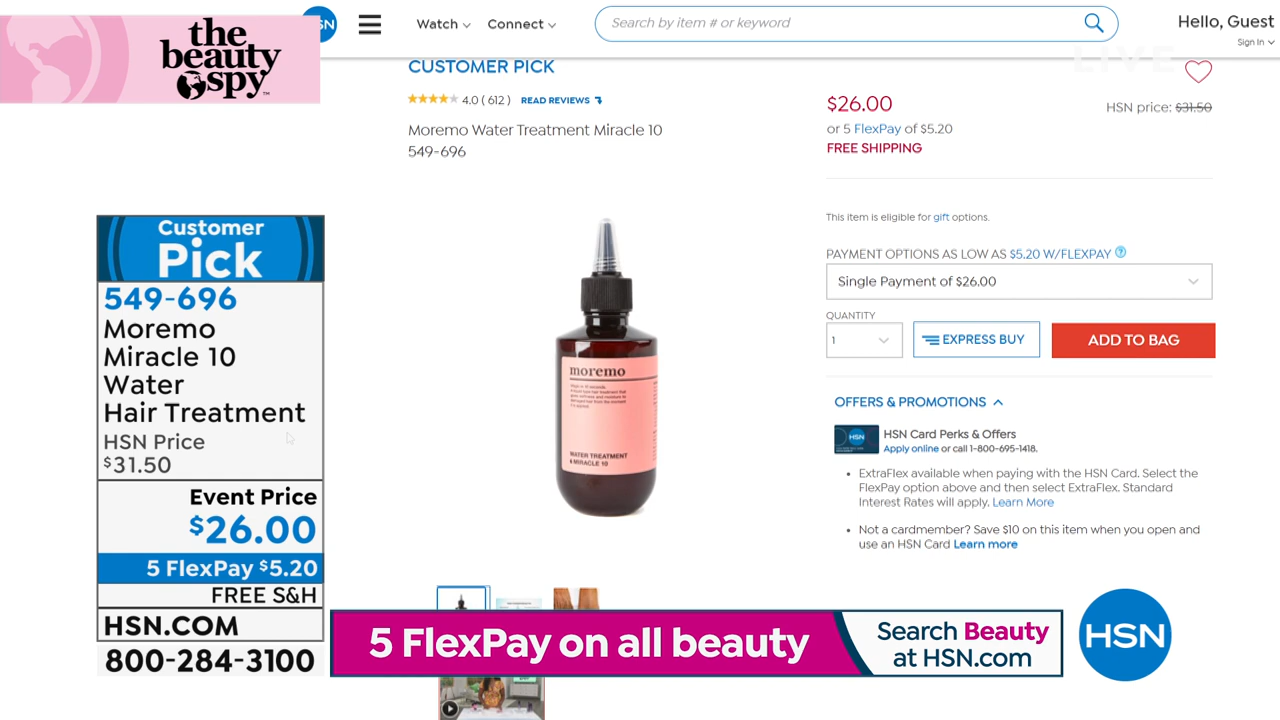 the
beauty
spy™
HSN
Watch
Connect
Search by item # or keyword
Hello, Guest
Sign In
LIVE
CUSTOMER PICK
4.0 ( 612 ) READ REVIEWS
Moremo Water Treatment Miracle 10
549-696
$26.00
HSN price: $31.50
or 5 FlexPay of $5.20
FREE SHIPPING
This item is eligible for gift options.
PAYMENT OPTIONS AS LOW AS $5.20 W/FLEXPAY ?
Single Payment of $26.00
QUANTITY
1
EXPRESS BUY
ADD TO BAG
OFFERS & PROMOTIONS
HSN
HSN Card Perks & Offers
Apply online or call 1-800-695-1418.
ExtraFlex available when paying with the HSN Card. Select the
FlexPay option above and then select ExtraFlex. Standard
Interest Rates will apply. Learn More
Not a cardmember? Save $10 on this item when you open and
use an HSN Card Learn more
moremo
WATER TREATMENT
MIRACLE 10
Customer
Pick
549-696
Moremo
Miracle 10
Water
Hair Treatment
HSN Price
$31.50
Event Price
$26.00
5 FlexPay $5.20
FREE S&H
HSN.COM
800-284-3100
5 FlexPay on all beauty
Search Beauty
at HSN.com
HSN